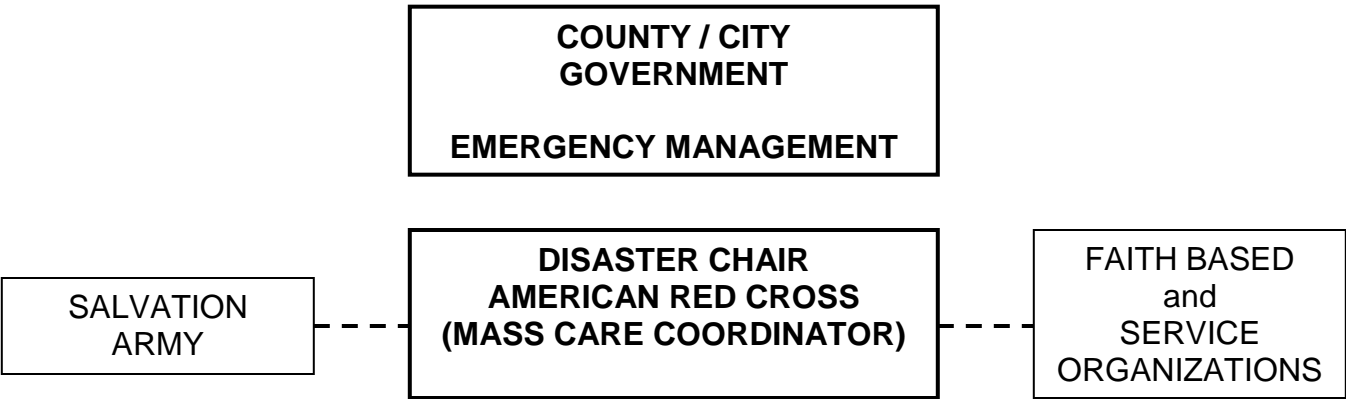 COUNTY / CITY
GOVERNMENT
EMERGENCY MANAGEMENT
SALVATION
ARMY
DISASTER CHAIR
AMERICAN RED CROSS
(MASS CARE COORDINATOR)
FAITH BASED
and
SERVICE
ORGANIZATIONS